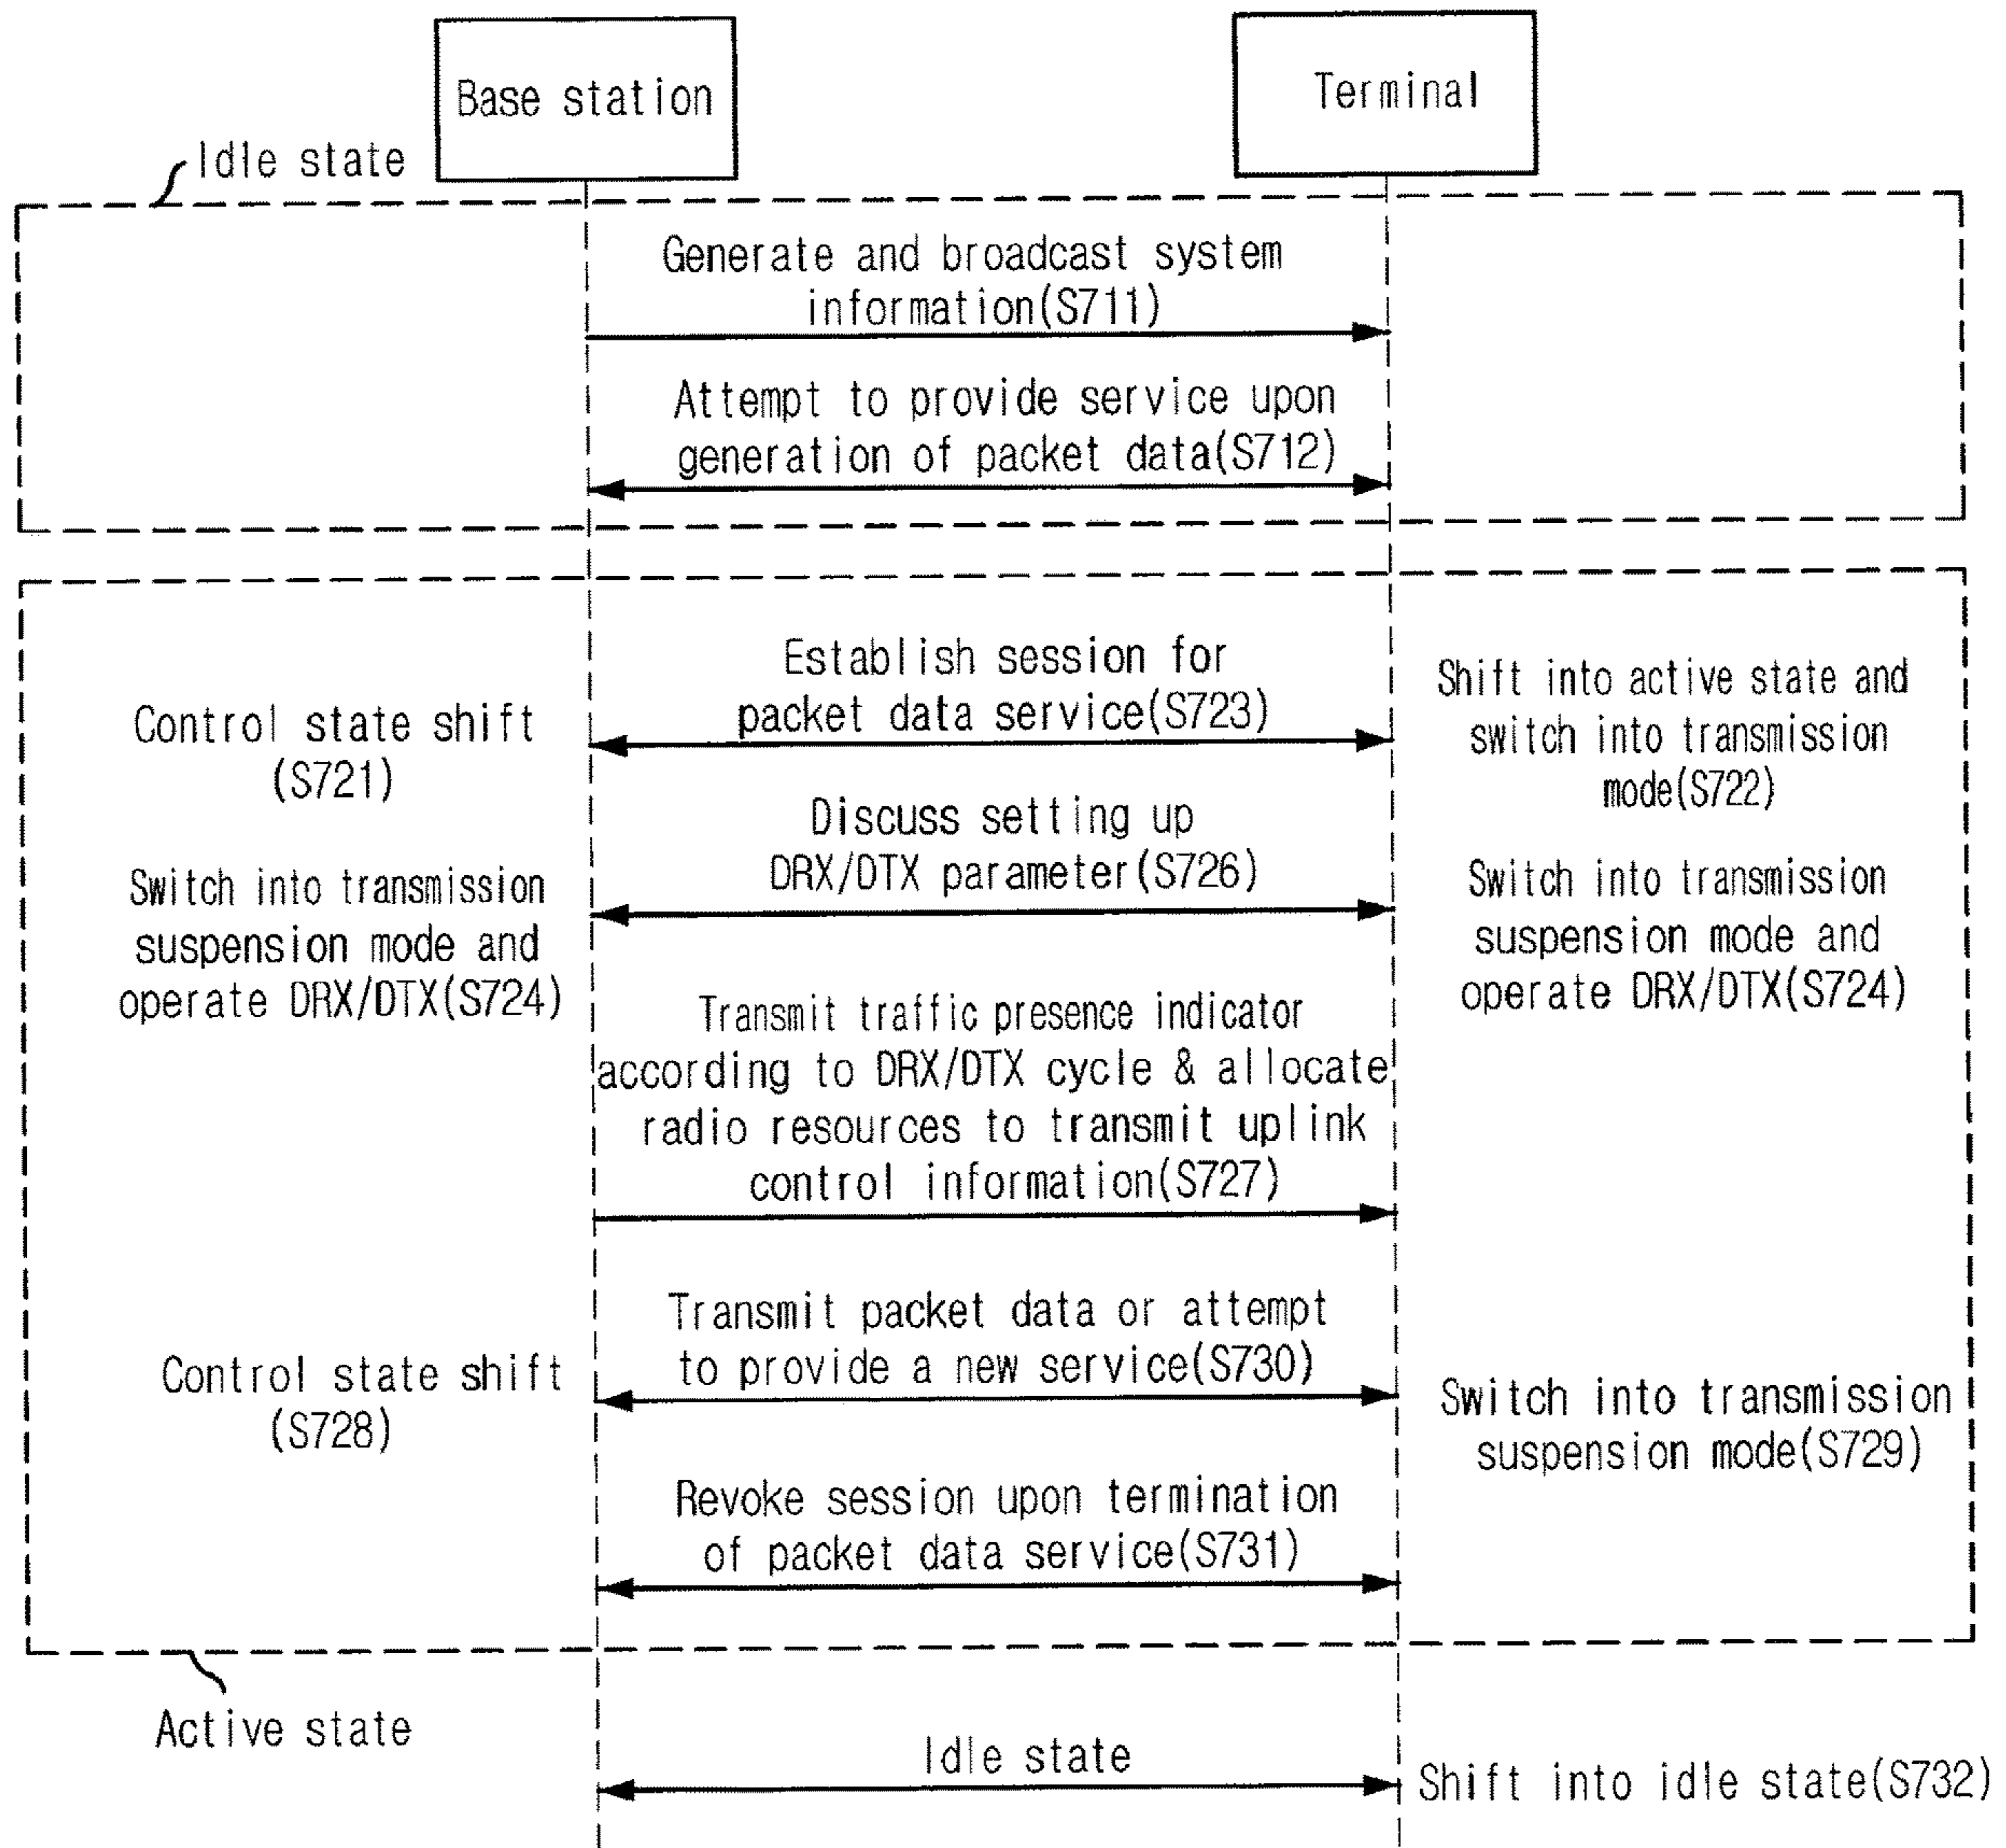 Base station
Terminal
Idle state
Generate and broadcast system
information(S711)
Attempt to provide service upon
generation of packet data(S712)
Establish session for
packet data service(S723)
Control state shift
(S721)
Shift into active state and
switch into transmission
mode(S722)
Discuss setting up
DRX/DTX parameter(S726)
Switch into transmission
suspension mode and
operate DRX/DTX(S724)
Switch into transmission
suspension mode and
operate DRX/DTX(S724)
Transmit traffic presence indicator
according to DRX/DTX cycle & allocate
radio resources to transmit uplink
control information(S727)
Transmit packet data or attempt
to provide a new service(S730)
Control state shift
(S728)
Switch into transmission
suspension mode(S729)
Revoke session upon termination
of packet data service(S731)
Active state
Idle state
Shift into idle state(S732)